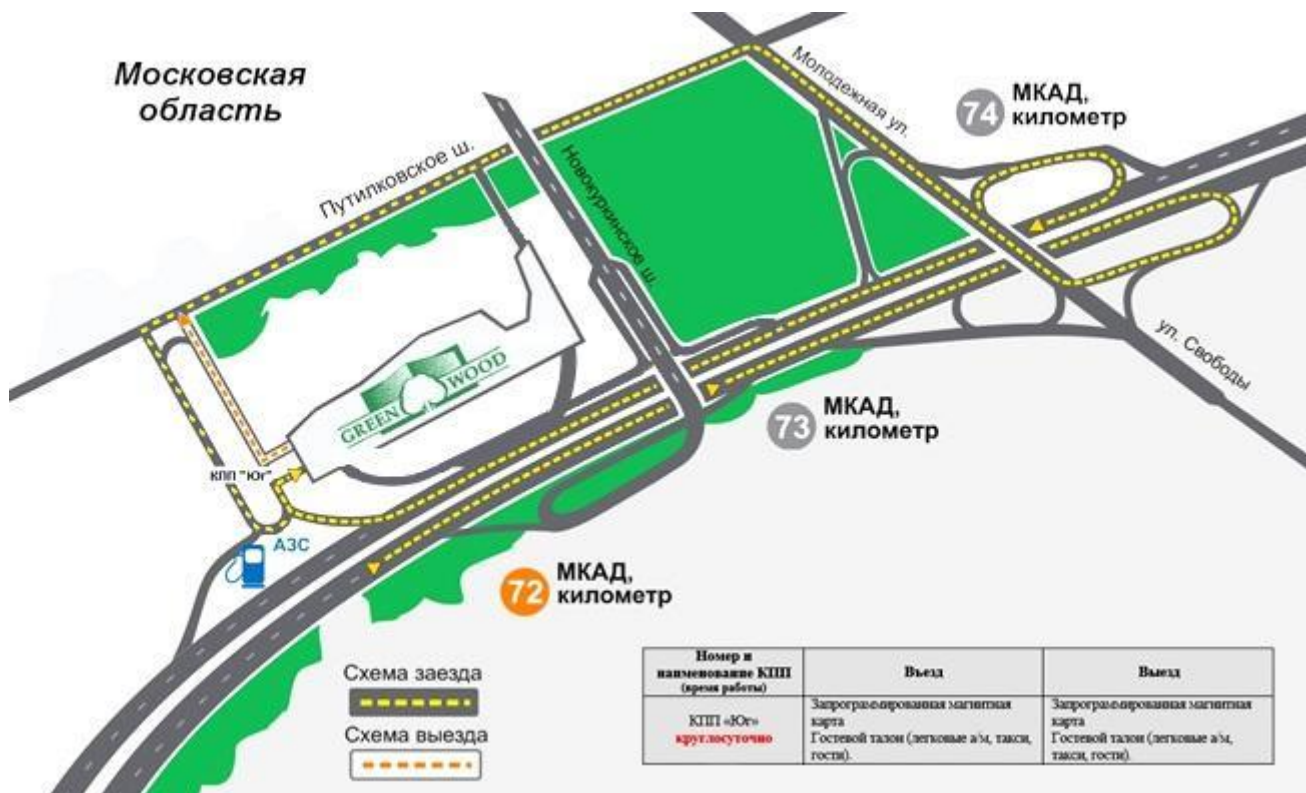 Московская
область
Путилковское ш.
Новокуркинское ш.
Молодежная ул.
74
МКАД,
километр
ул. Свободы
73
МКАД,
километр
GREEN WOOD
КПП "Юг"
АЗС
72
МКАД,
километр
Схема заезда
Схема выезда
Номер и
наименование КПП
(время работы)
Въезд
Выезд
КПП «Юг»
круглосуточно
Запрограммированная магнитная
карта
Гостевой талон (легковые а/м, такси,
гости).
Запрограммированная магнитная
карта
Гостевой талон (легковые а/м,
такси, гости).